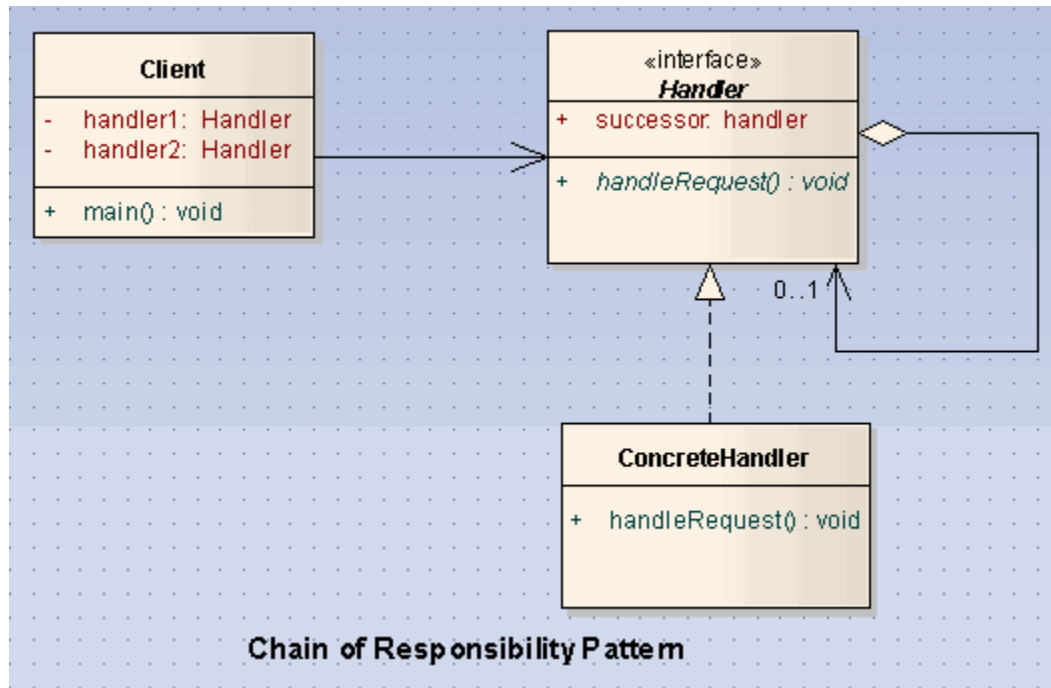 Client
- handler1: Handler
- handler2: Handler
+ main() : void
«interface»
Handler
+ successor: handler
+ handleRequest() : void
0..1
ConcreteHandler
+ handleRequest() : void
Chain of Responsibility Pattern